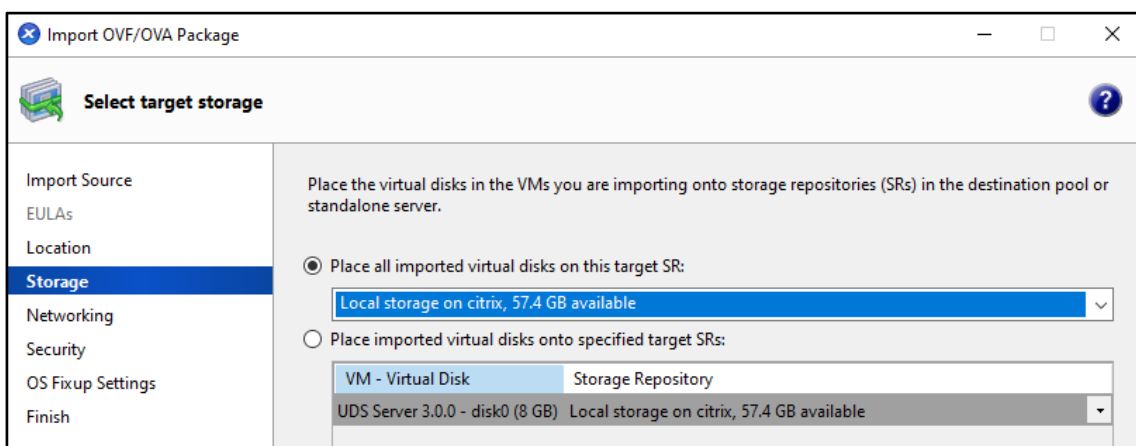 Import OVF/OVA Package
Select target storage
Import Source
EULAs
Location
Storage
Networking
Security
OS Fixup Settings
Finish
Place the virtual disks in the VMs you are importing onto storage repositories (SRs) in the destination pool or
standalone server.
Place all imported virtual disks on this target SR:
Local storage on citrix, 57.4 GB available
Place imported virtual disks onto specified target SRs:
VM - Virtual Disk Storage Repository
UDS Server 3.0.0 - disk0 (8 GB) Local storage on citrix, 57.4 GB available